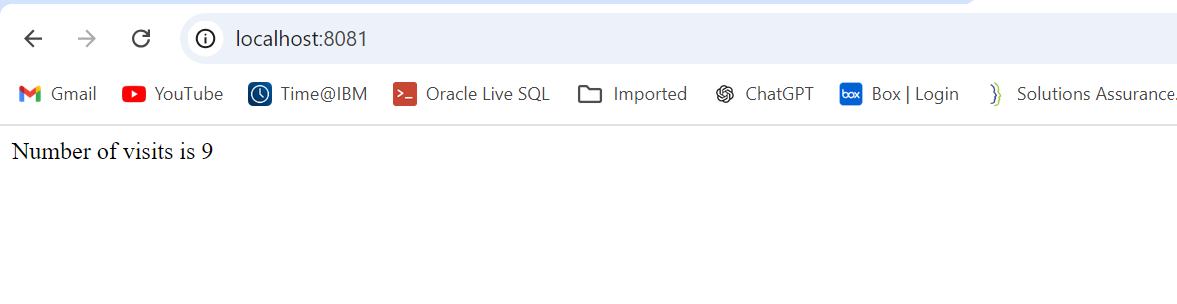 localhost:8081
Gmail YouTube Time@IBM >_ Oracle Live SQL Imported ChatGPT box Box | Login Solutions Assurance.
Number of visits is 9